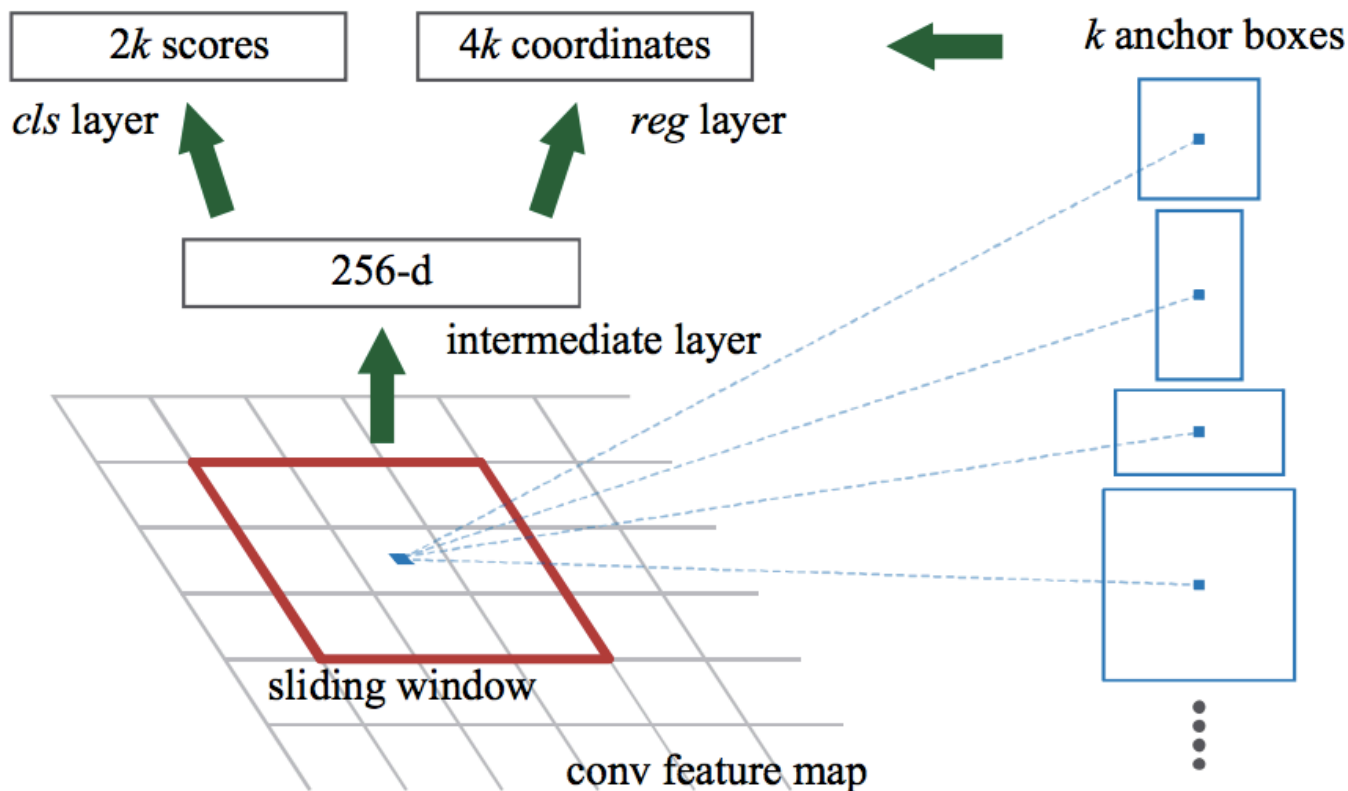 2k scores
4k coordinates
k anchor boxes
cls layer
reg layer
256-d
intermediate layer
sliding window
conv feature map